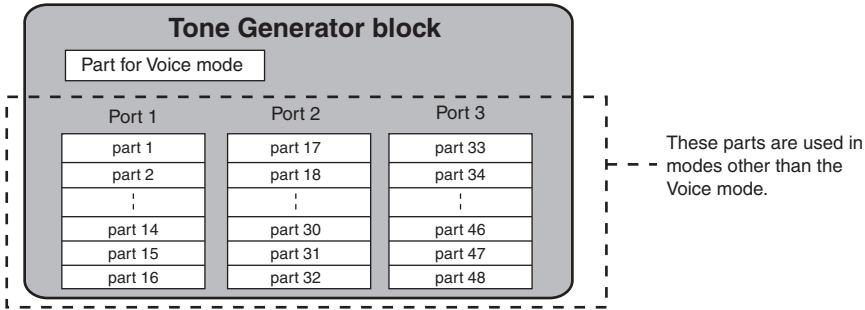 Tone Generator block
Part for Voice mode
Port 1
part 1
part 2
part 14
part 15
part 16
Port 2
part 17
part 18
part 30
part 31
part 32
Port 3
part 33
part 34
part 46
part 47
part 48
These parts are used in
modes other than the
Voice mode.